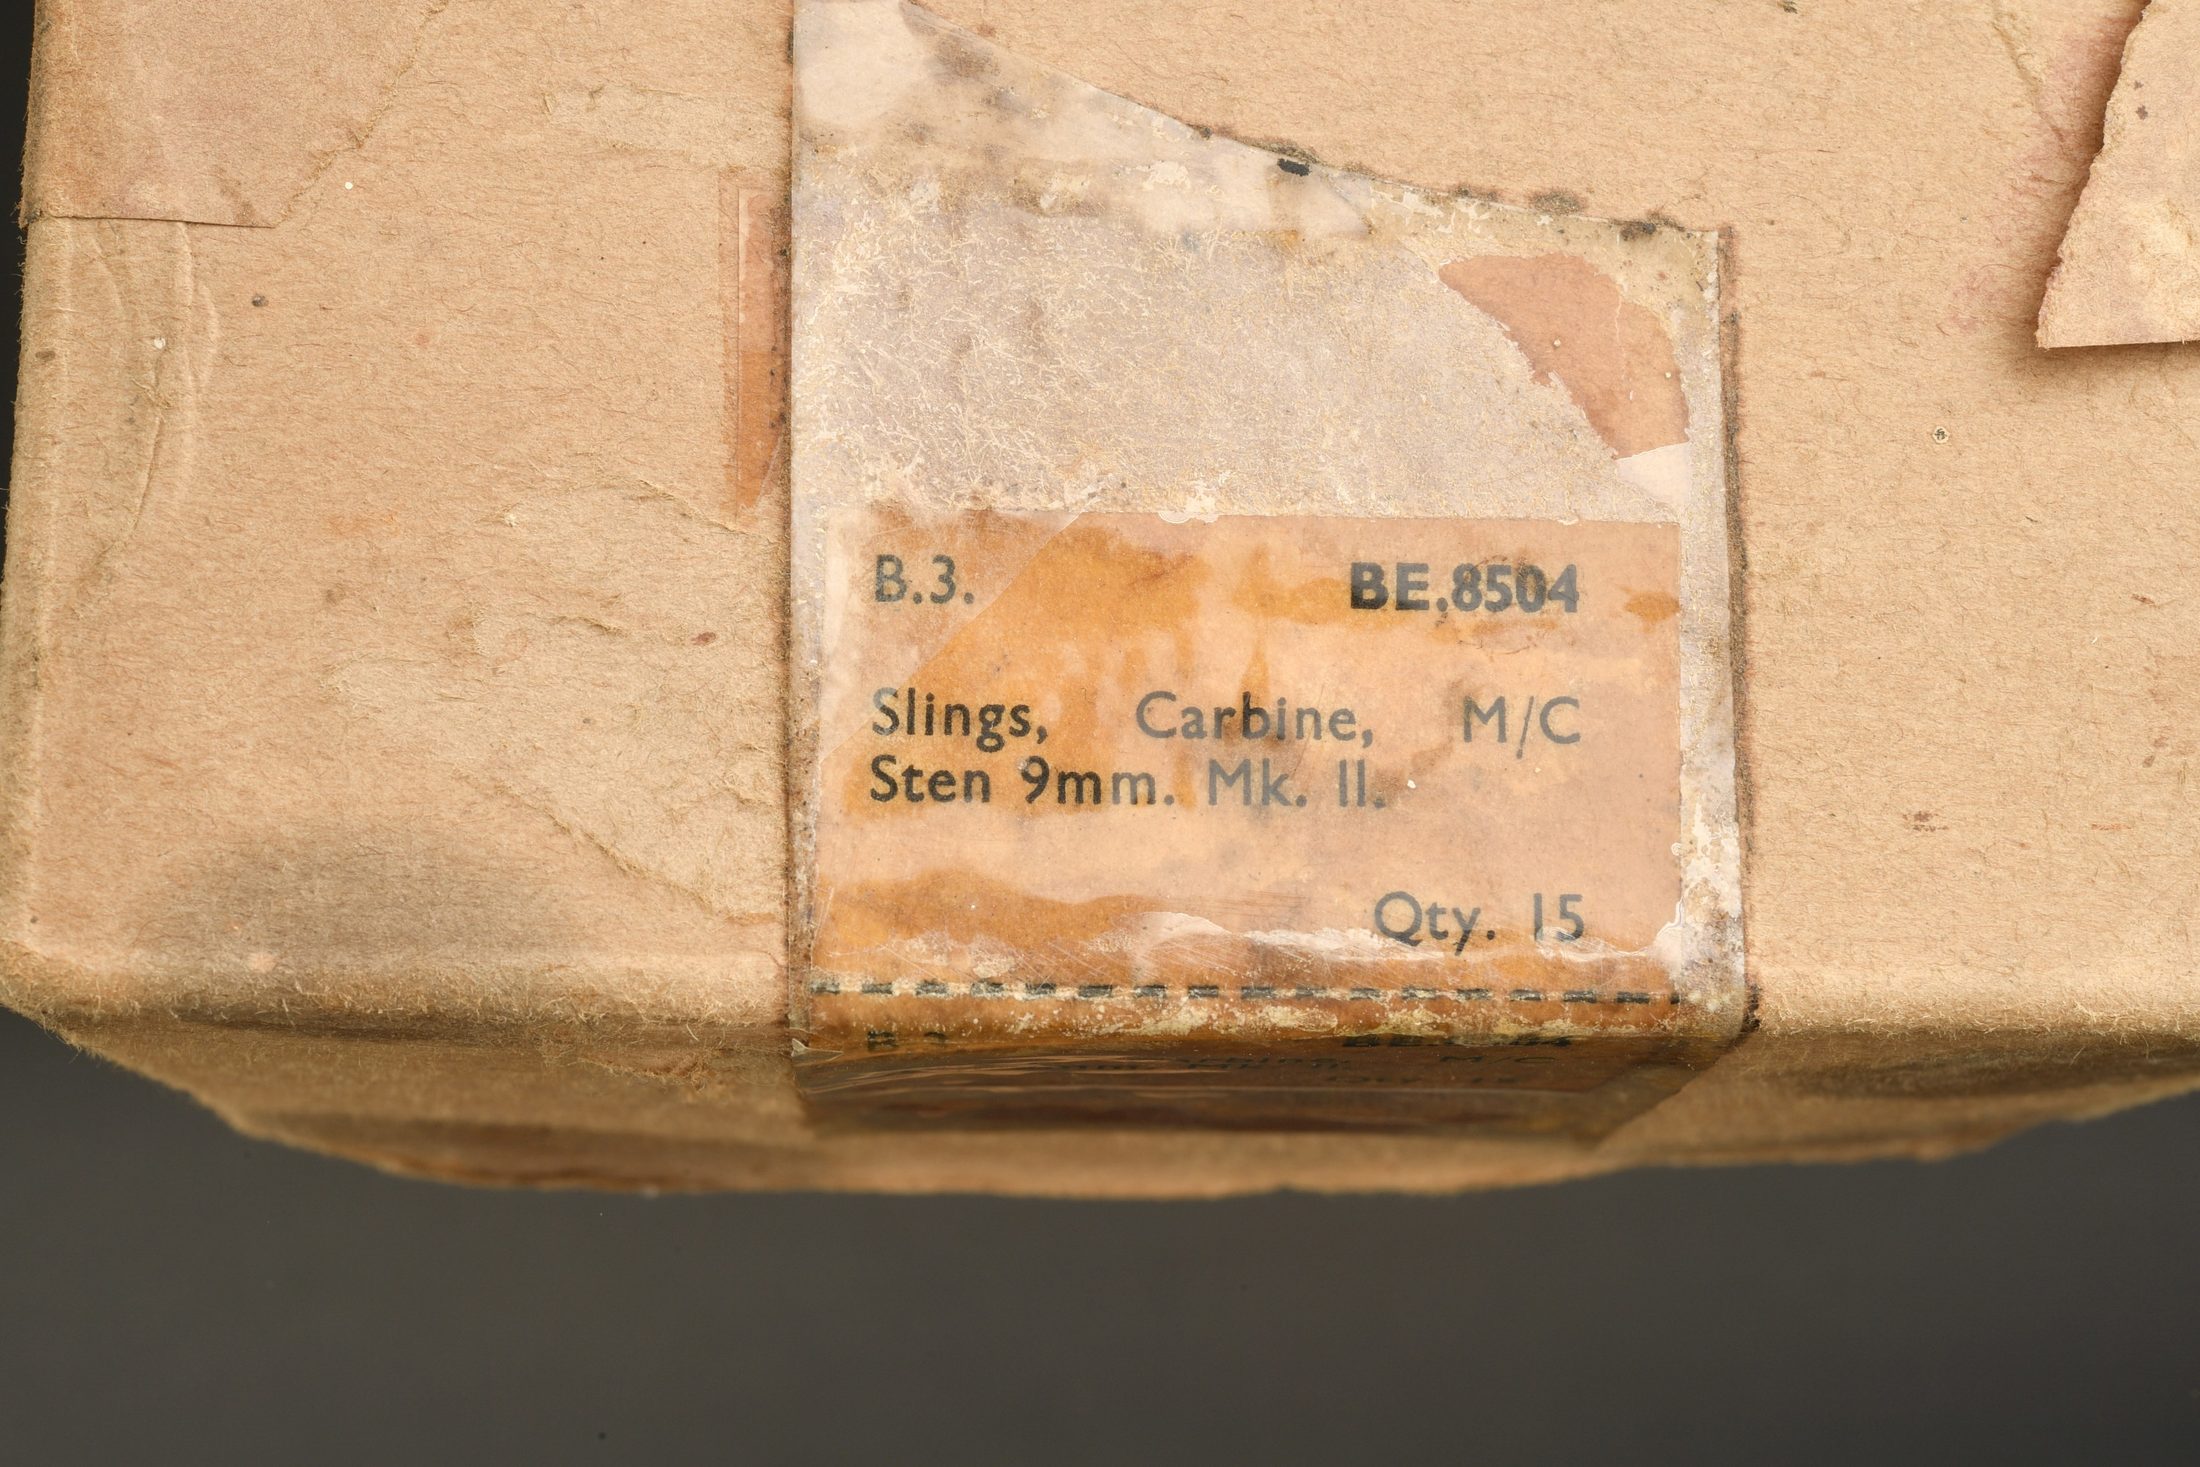 B.3. BE.8504
Slings, Carbine, M/C
Sten 9mm. Mk. II.
Qty. 15
M/C